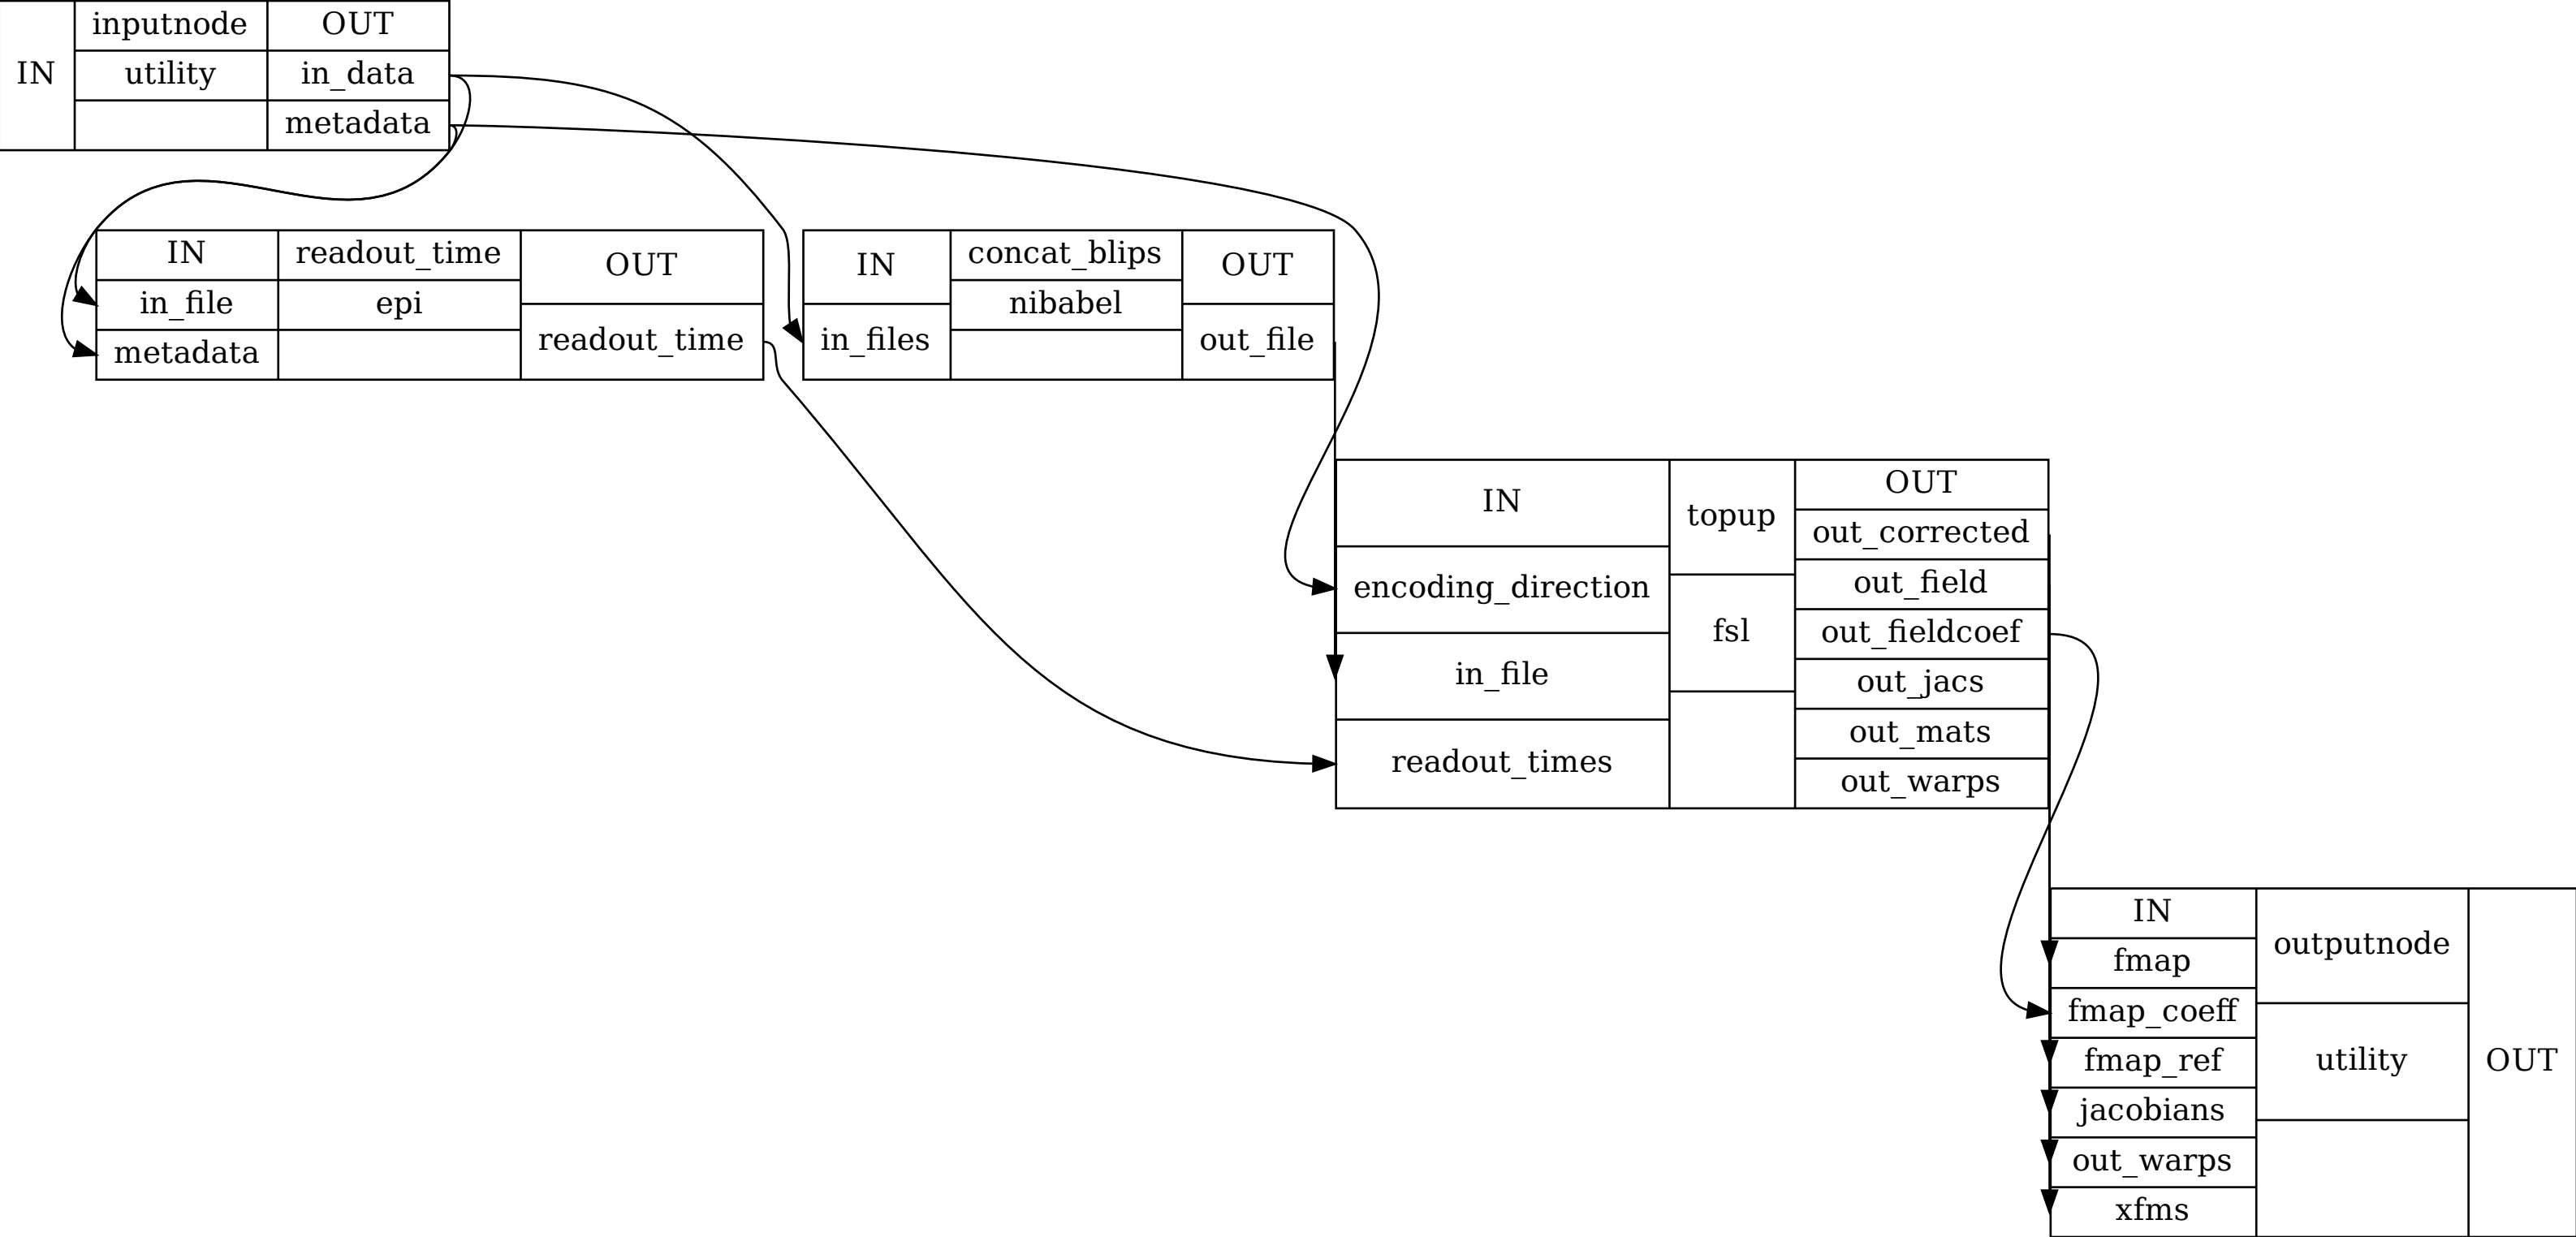 IN
inputnode
utility
OUT
in_data
metadata
IN
in_file
metadata
readout_time
epi
OUT
readout_time
IN
in_files
concat_blips
nibabel
OUT
out_file
IN
encoding_direction
in_file
readout_times
topup
fsl
OUT
out_corrected
out_field
out_fieldcoef
out_jacs
out_mats
out_warps
IN
fmap
fmap_coeff
fmap_ref
jacobians
out_warps
xfms
outputnode
utility
OUT